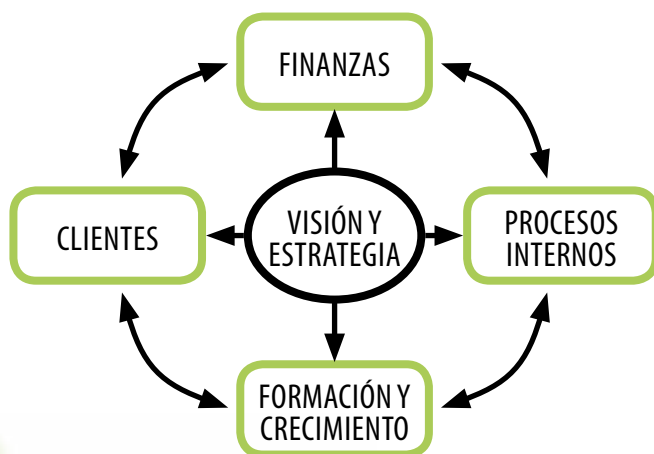 FINANZAS
CLIENTES
VISIÓN Y
ESTRATEGIA
PROCESOS
INTERNOS
FORMACIÓN Y
CRECIMIENTO